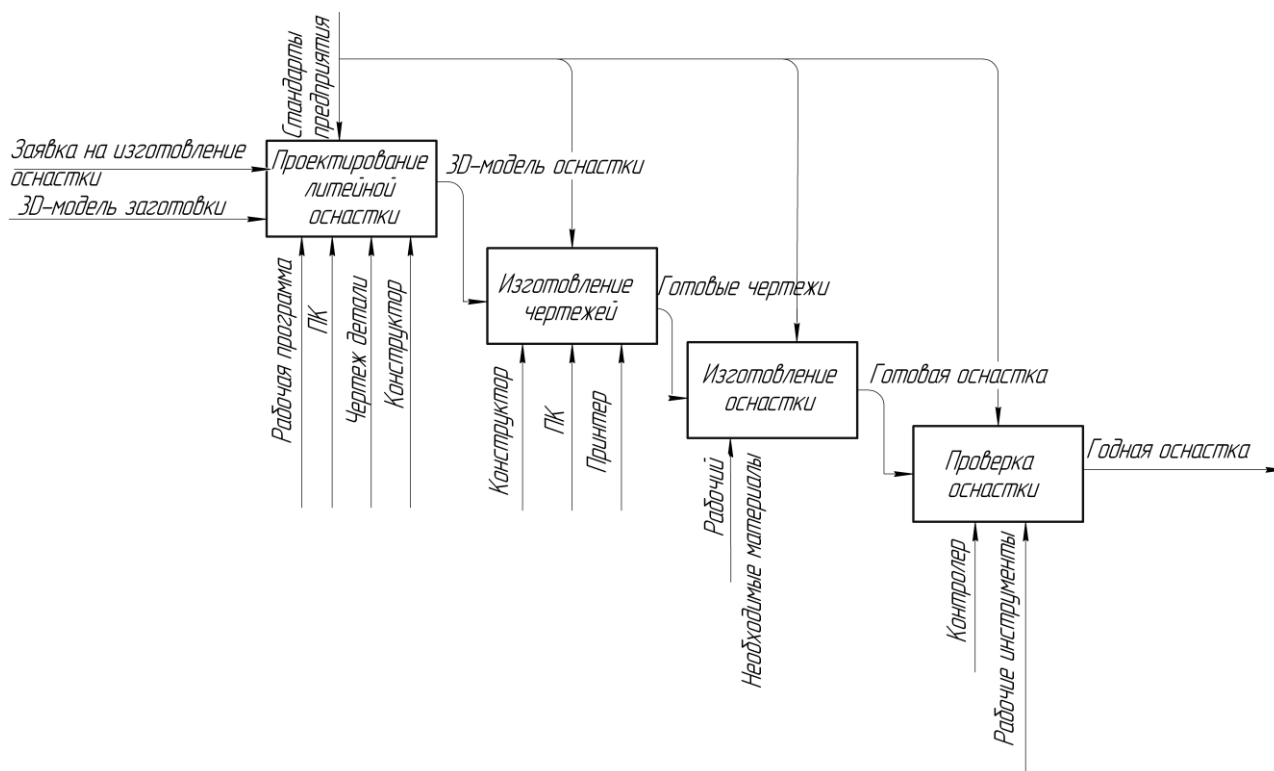 Стандарты
предприятия
Заявка на изготовление
оснастки
3D-модель заготовки
Проектирование
литейной
оснастки
3D-модель оснастки
Рабочая программа
ПК
Чертеж детали
Конструктор
Изготовление
чертежей
Готовые чертежи
Конструктор
ПК
Принтер
Изготовление
оснастки
Готовая оснастка
Рабочий
Необходимые материалы
Проверка
оснастки
Годная оснастка
Контролер
Рабочие инструменты